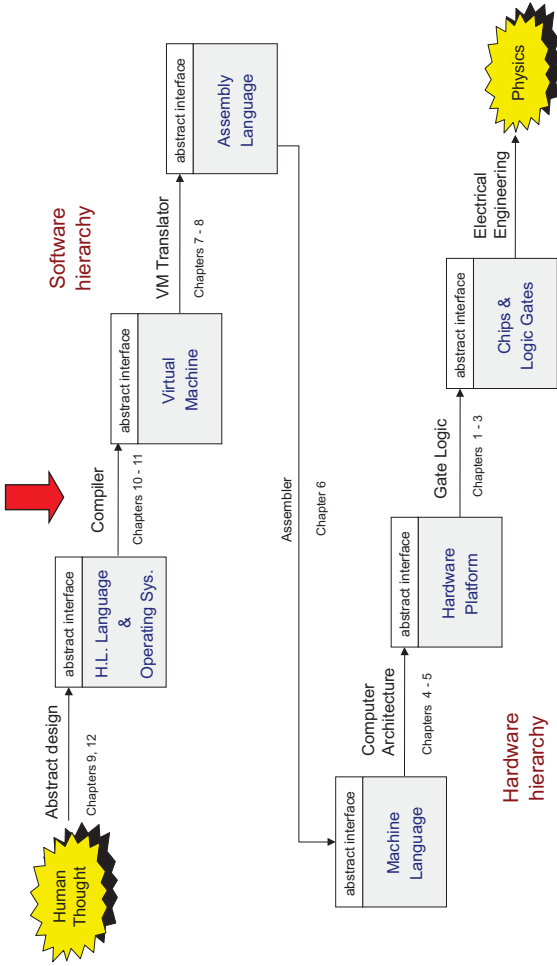 Human
Thought
Abstract design
Chapters 9, 12
abstract interface
H.L. Language
&
Operating Sys.
Compiler
Chapters 10 - 11
abstract interface
Virtual
Machine
Software
hierarchy
VM Translator
Chapters 7 - 8
abstract interface
Assembly
Language
Assembler
Chapter 6
abstract interface
Machine
Language
Computer
Architecture
Chapters 4 - 5
Hardware
hierarchy
abstract interface
Hardware
Platform
Gate Logic
Chapters 1 - 3
abstract interface
Chips &
Logic Gates
Electrical
Engineering
Physics